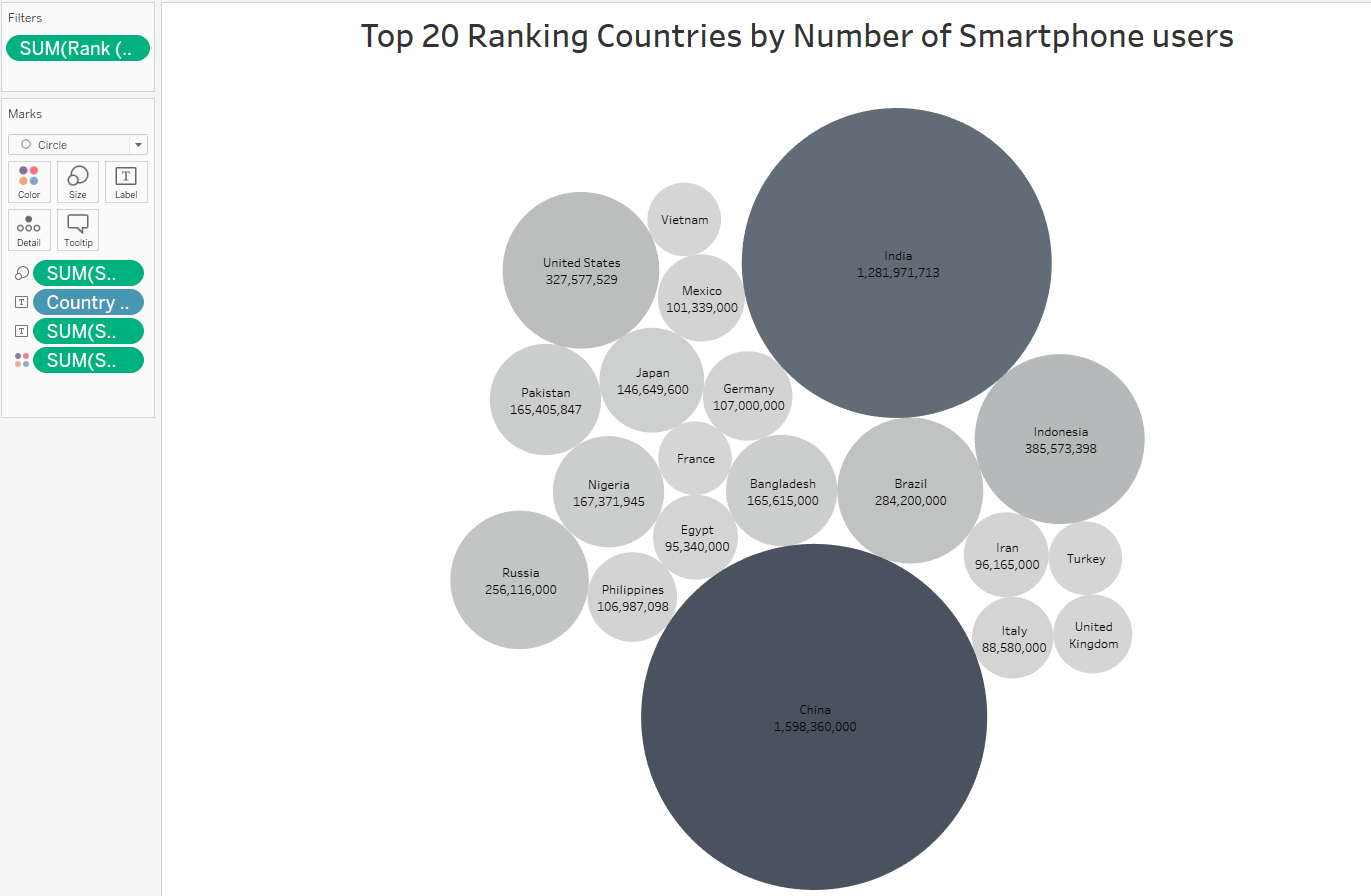 Filters
SUM(Rank (..
Marks
Circle
Color
Size
Label
Detail
Tooltip
SUM(S..
Country ..
SUM(S..
SUM(S..
Top 20 Ranking Countries by Number of Smartphone users
India
1,281,971,713
Vietnam
United States
327,577,529
Mexico
101,339,000
Japan
146,649,600
Germany
107,000,000
Pakistan
165,405,847
Indonesia
385,573,398
France
Nigeria
167,371,945
Bangladesh
165,615,000
Brazil
284,200,000
Egypt
95,340,000
Iran
96,165,000
Turkey
Russia
256,116,000
Philippines
106,987,098
Italy
88,580,000
United
Kingdom
China
1,598,360,000